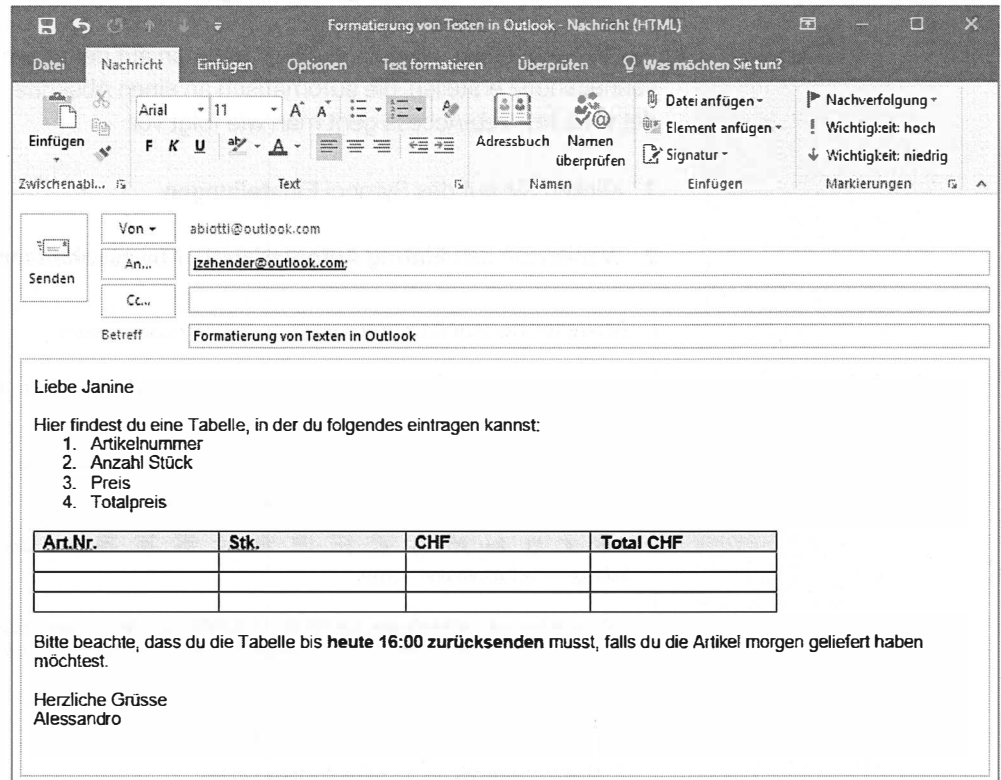 Formatierung von Texten in Outlook - Nachricht (HTML)
Datei Nachricht Einfügen Optionen Text formatieren Überprüfen Was möchten Sie tun?
Einfügen
Zwischenabl...
Arial 11 A A
F K U ab A
Text
Adressbuch Namen überprüfen
Namen
Datei anfügen
Element anfügen
Signatur
Einfügen
Nachverfolgung
Wichtigkeit: hoch
Wichtigkeit: niedrig
Markierungen
Senden
Von abiotti@outlook.com
An... jzehender@outlook.com;
Cc...
Betreff Formatierung von Texten in Outlook
Liebe Janine
Hier findest du eine Tabelle, in der du folgendes eintragen kannst:
1. Artikelnummer
2. Anzahl Stück
3. Preis
4. Totalpreis
Art.Nr. Stk. CHF Total CHF
Bitte beachte, dass du die Tabelle bis heute 16:00 zurücksenden musst, falls du die Artikel morgen geliefert haben
möchtest.
Herzliche Grüsse
Alessandro